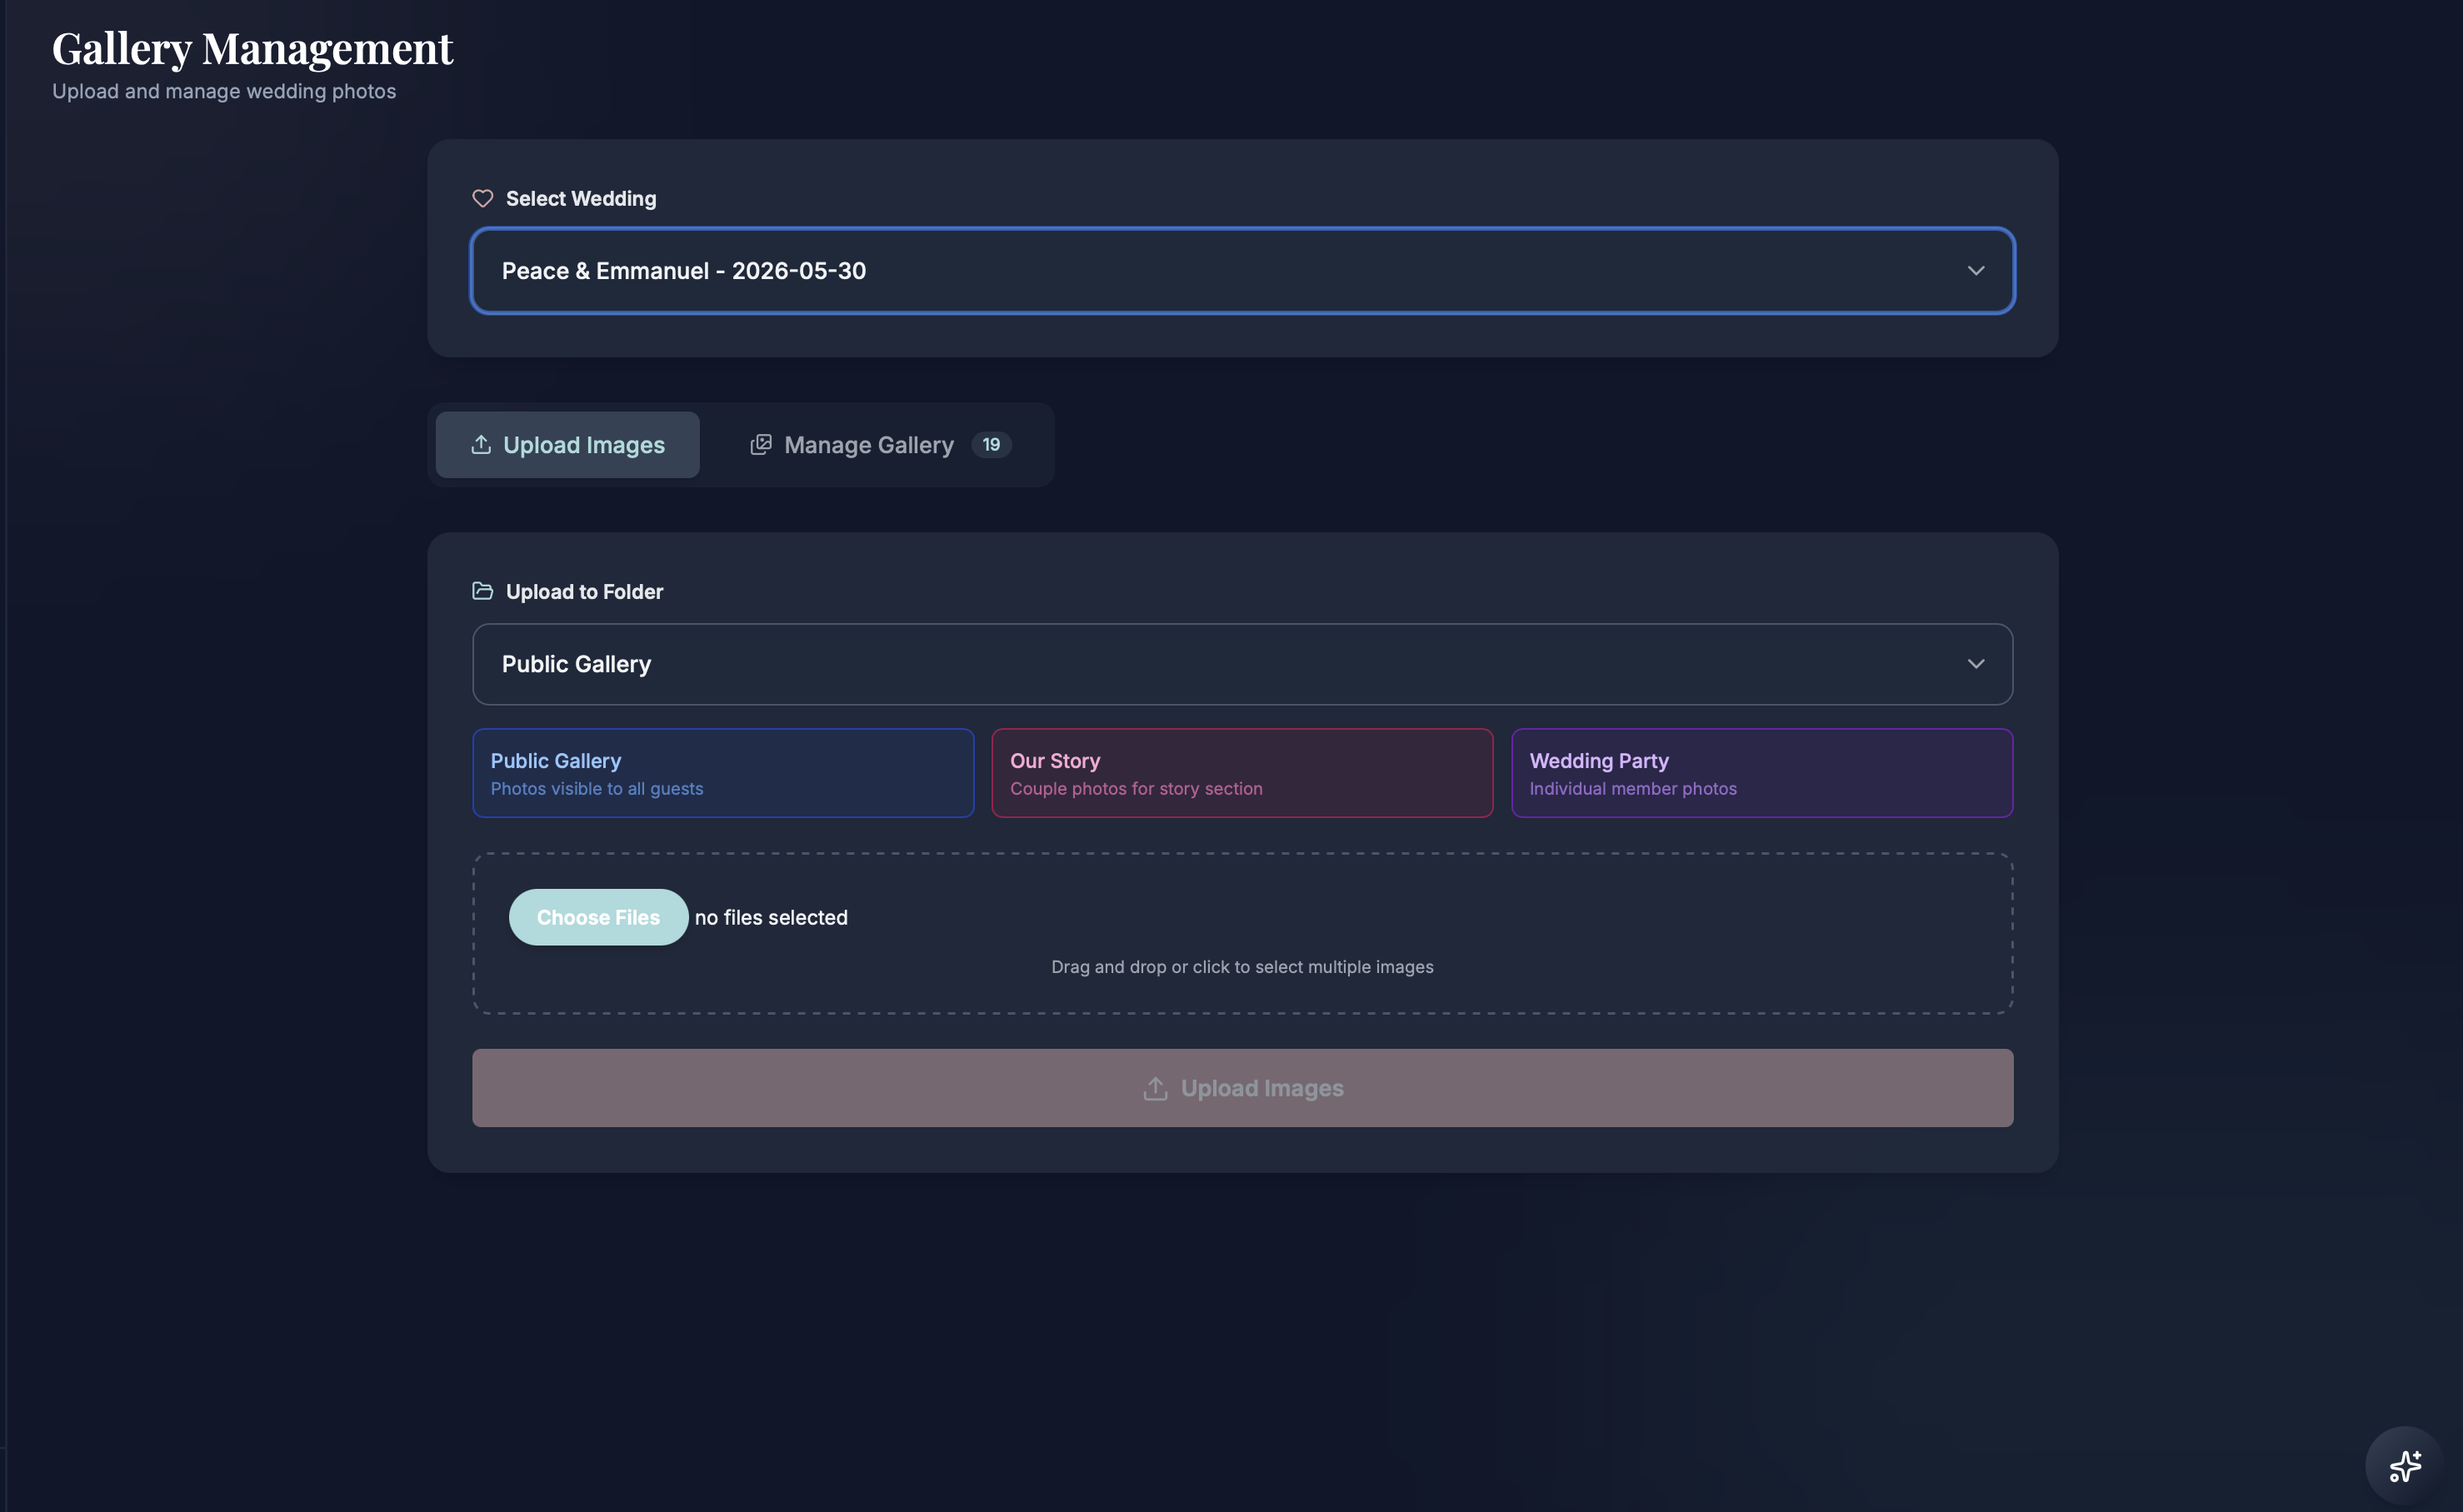 Gallery Management
Upload and manage wedding photos
Select Wedding
Peace & Emmanuel - 2026-05-30
Upload Images
Manage Gallery 19
Upload to Folder
Public Gallery
Public Gallery
Photos visible to all guests
Our Story
Couple photos for story section
Wedding Party
Individual member photos
Choose Files no files selected
Drag and drop or click to select multiple images
Upload Images